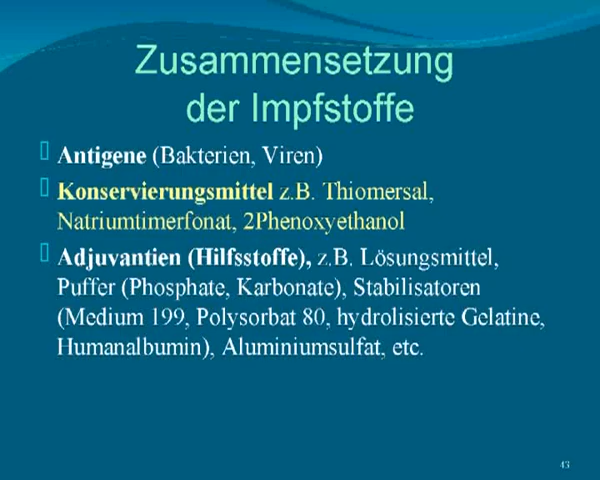 Zusammensetzung
der Impfstoffe
Antigene (Bakterien, Viren)
Konservierungsmittel z.B. Thiomersal,
Natriumtimerfonat, 2Phenoxyethanol
Adjuvantien (Hilfsstoffe), z.B. Lösungsmittel,
Puffer (Phosphate, Karbonate), Stabilisatoren
(Medium 199, Polysorbat 80, hydrolisierte Gelatine,
Humanalbumin), Aluminiumsulfat, etc.
43